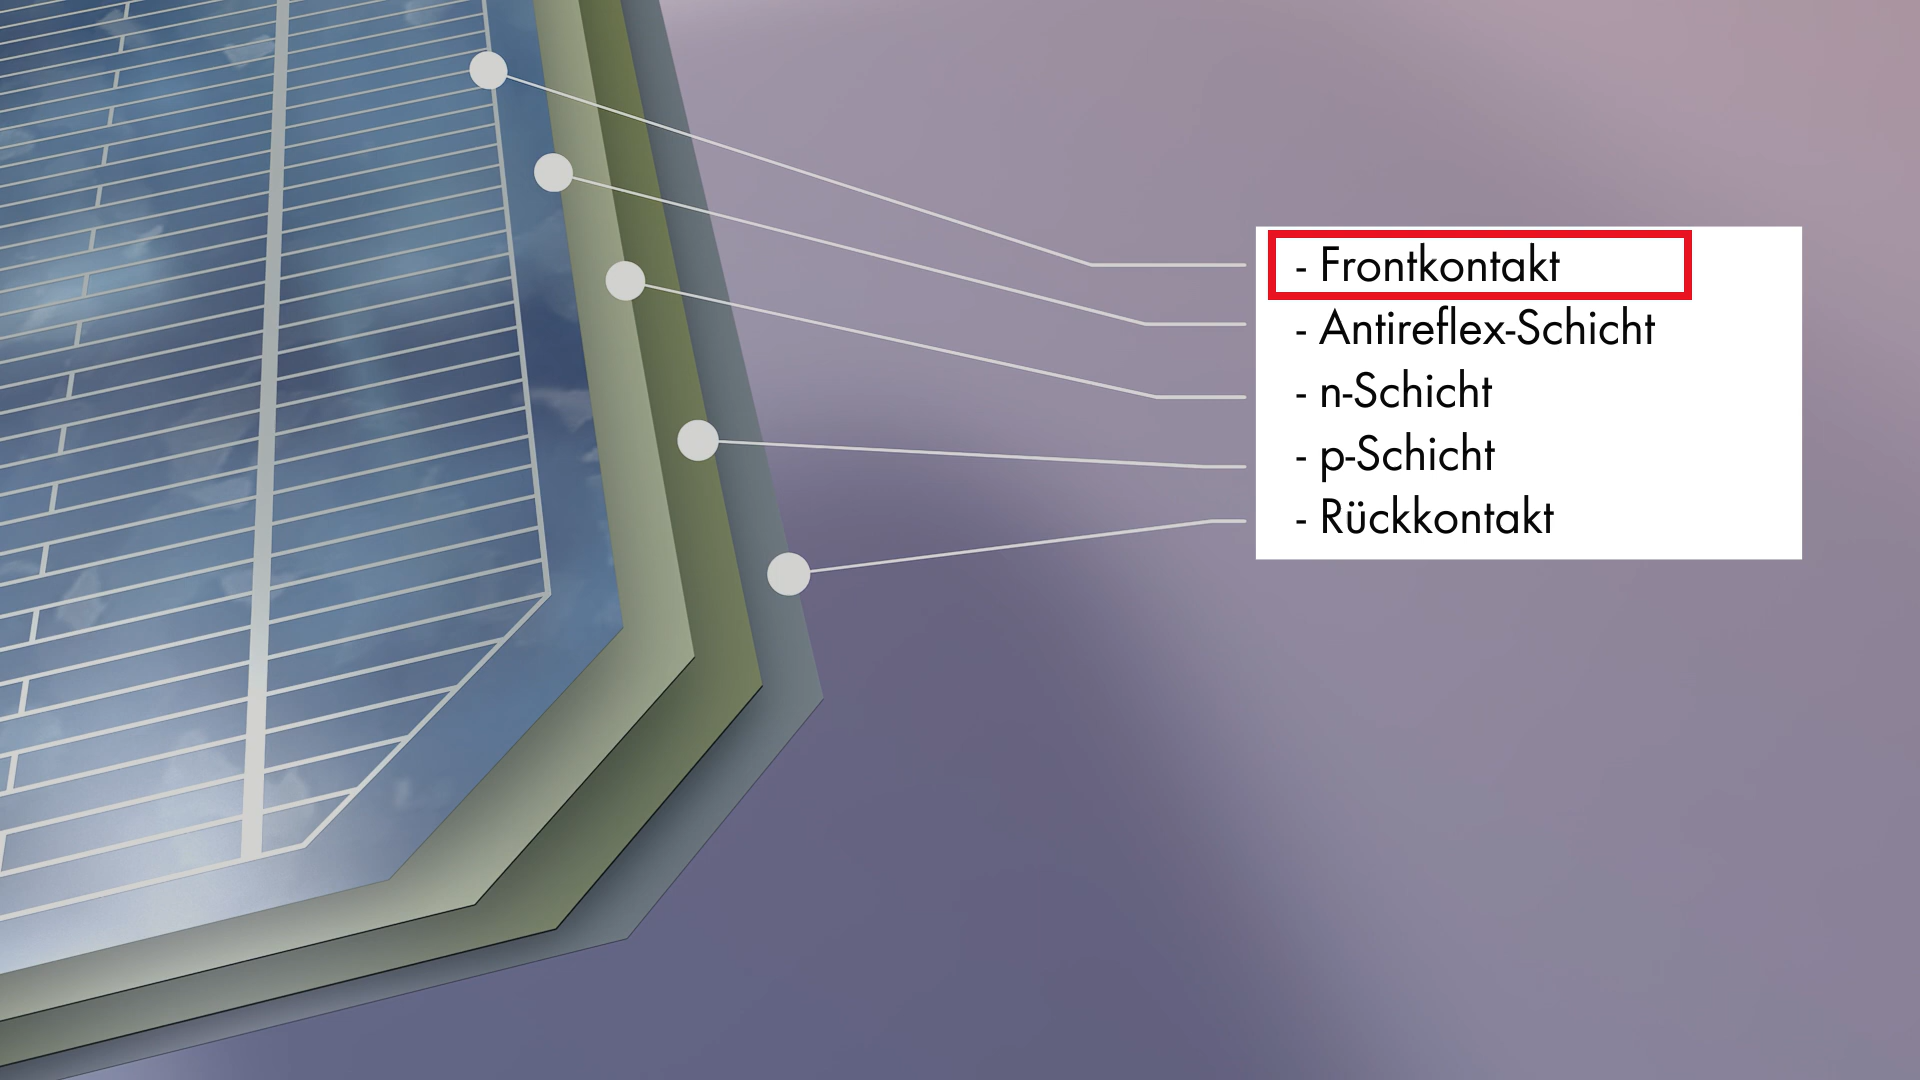 - Frontkontakt
- Antireflex-Schicht
- n-Schicht
- p-Schicht
- Rückkontakt